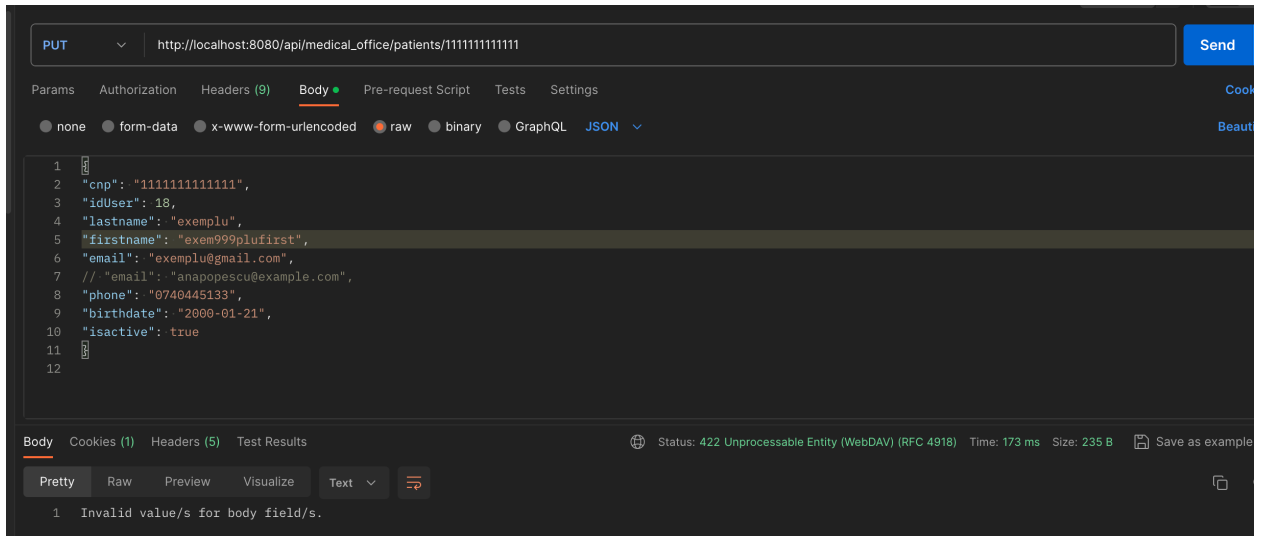 PUT http://localhost:8080/api/medical_office/patients/1111111111111 Send
Params Authorization Headers (9) Body Pre-request Script Tests Settings Cook
none form-data x-www-form-urlencoded raw binary GraphQL JSON Beauti
1 {
2 "cnp": "1111111111111",
3 "idUser": 18,
4 "lastname": "exemplu",
5 "firstname": "exem999plufirst",
6 "email": "exemplu@gmail.com",
7 // "email": "anapopescu@example.com",
8 "phone": "0740445133",
9 "birthdate": "2000-01-21",
10 "isactive": true
11 }
12
Body Cookies (1) Headers (5) Test Results Status: 422 Unprocessable Entity (WebDAV) (RFC 4918) Time: 173 ms Size: 235 B Save as example
Pretty Raw Preview Visualize Text
1 Invalid value/s for body field/s.